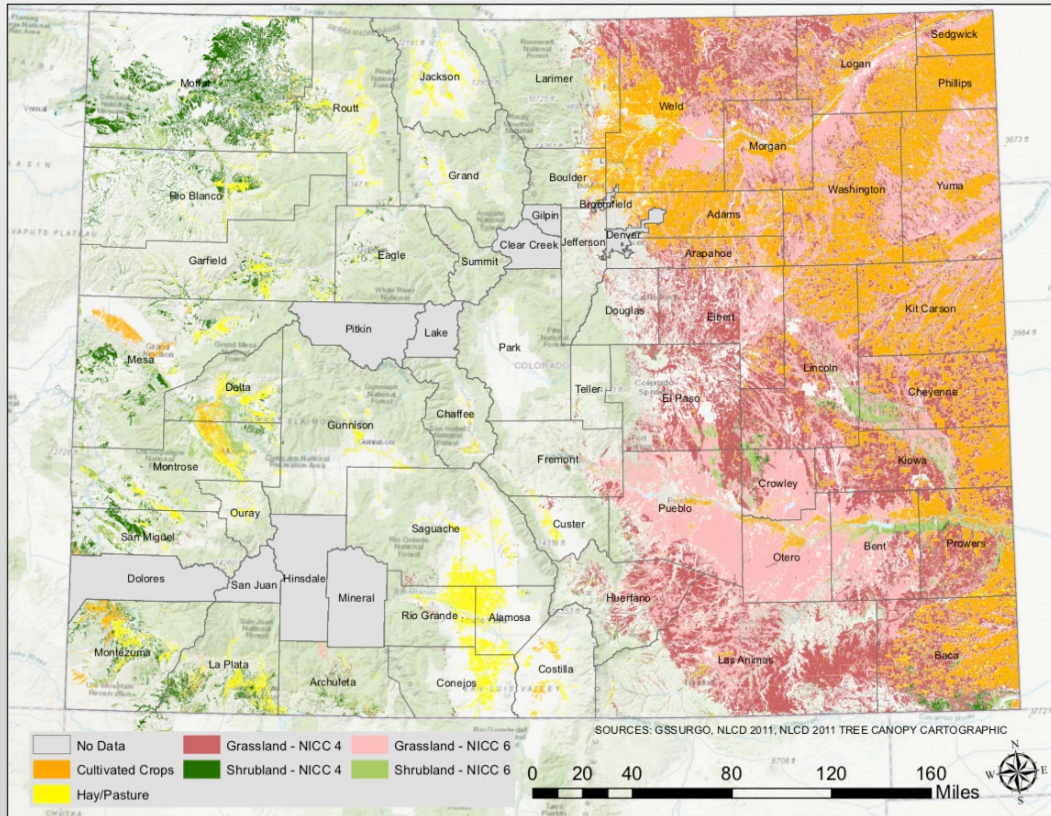 Sedgwick
Logan
Moffat
Jackson
Larimer
Phillips
Routt
Weld
Morgan
Rio Blanco
Grand
Boulder
Washington
Yuma
Broomfield
Gilpin
Adams
Denver
Clear Creek
Jefferson
Eagle
Summit
Arapahoe
Garfield
Douglas
Elbert
Kit Carson
Pitkin
Lake
Park
COLORADO
Mesa
Lincoln
Delta
Teller
Cheyenne
El Paso
Chaffee
Gunnison
Fremont
Montrose
Kiowa
Crowley
Pueblo
Ouray
Saguache
Custer
San Miguel
Otero
Bent
Prowers
Dolores
San Juan
Hinsdale
Mineral
Rio Grande
Alamosa
Huerfano
Montezuma
La Plata
Archuleta
Conejos
Costilla
Las Animas
Baca
SAN LUIS VALLEY
No Data
Grassland - NICC 4
Grassland - NICC 6
Cultivated Crops
Shrubland - NICC 4
Shrubland - NICC 6
Hay/Pasture
SOURCES: GSSURGO, NLCD 2011, NLCD 2011 TREE CANOPY CARTOGRAPHIC
0 20 40 80 120 160
Miles
N
W E
S